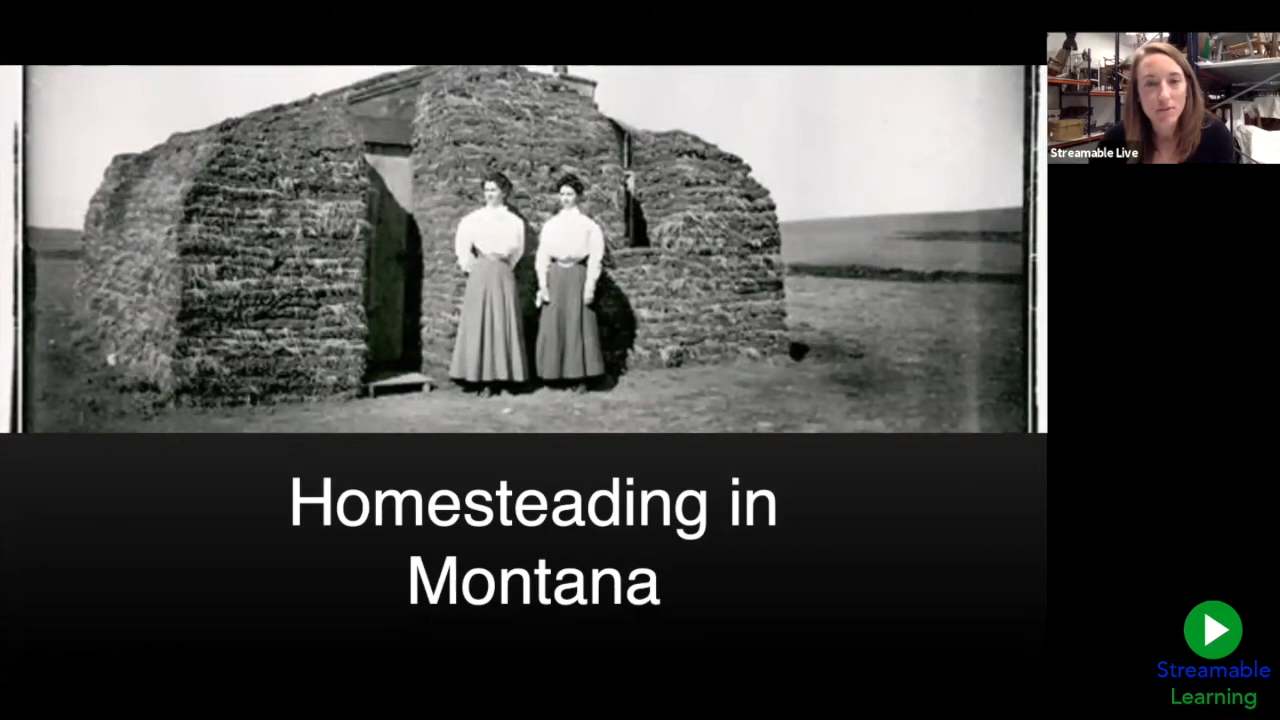 Streamable Live
Homesteading in
Montana
Streamable
Learning